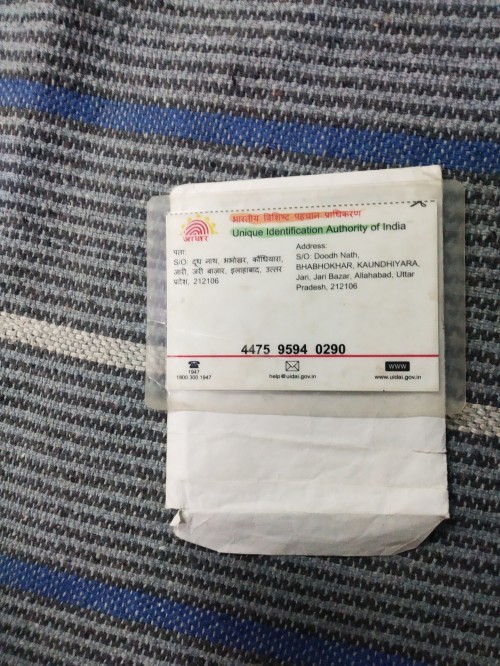 भारतीय विशिष्ट पहचान प्राधिकरण
Unique Identification Authority of India
आधार
पता:
S/O: दूध नाथ, भभोखर, कौंधियारा,
जारी, जरी बाजार, इलाहाबाद, उत्तर
प्रदेश, 212106
Address:
S/O: Doodh Nath,
BHABHOKHAR, KAUNDHIYARA,
Jari, Jari Bazar, Allahabad, Uttar
Pradesh, 212106
4475 9594 0290
1947
1800 300 1947
help@uidai.gov.in
WWW
www.uidai.gov.in